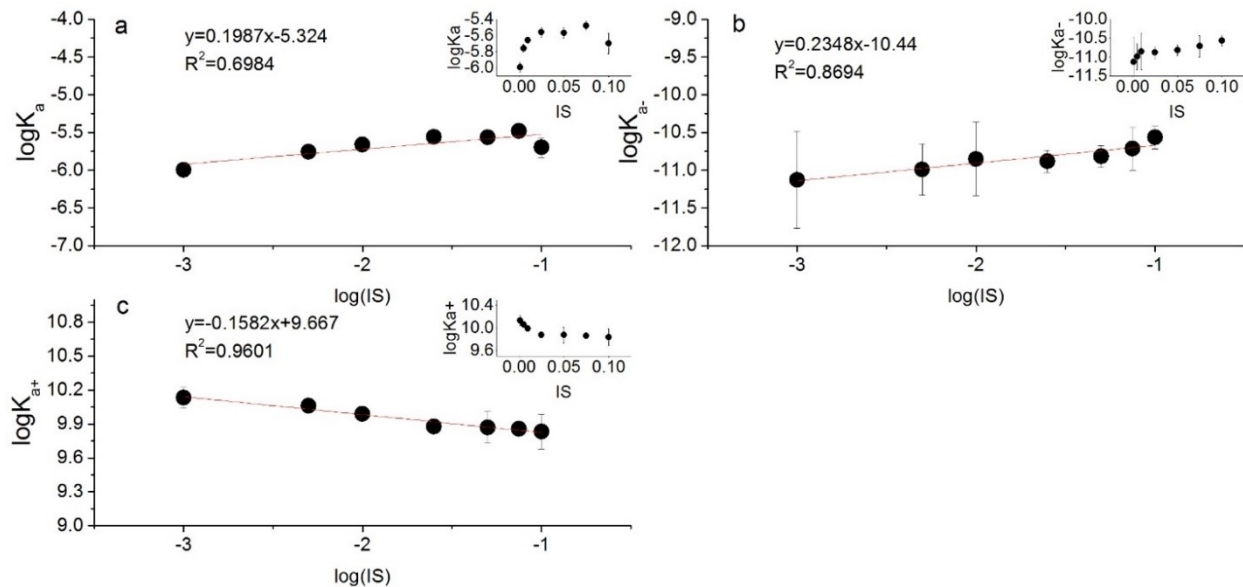 a
y=0.1987x-5.324
R²=0.6984
logKₐ
-4.0
-4.5
-5.0
-5.5
-6.0
-6.5
-7.0
-3
-2
-1
log(IS)
logKa
-5.4
-5.6
-5.8
-6.0
0.00
0.05
0.10
IS
b
y=0.2348x-10.44
R²=0.8694
logKₐ₋
-9.0
-9.5
-10.0
-10.5
-11.0
-11.5
-12.0
-3
-2
-1
log(IS)
logKa-
-10.0
-10.5
-11.0
-11.5
0.00
0.05
0.10
IS
c
y=-0.1582x+9.667
R²=0.9601
logKₐ₊
10.8
10.5
10.2
9.9
9.6
9.3
9.0
-3
-2
-1
log(IS)
logKa+
10.4
10.0
9.6
0.00
0.05
0.10
IS